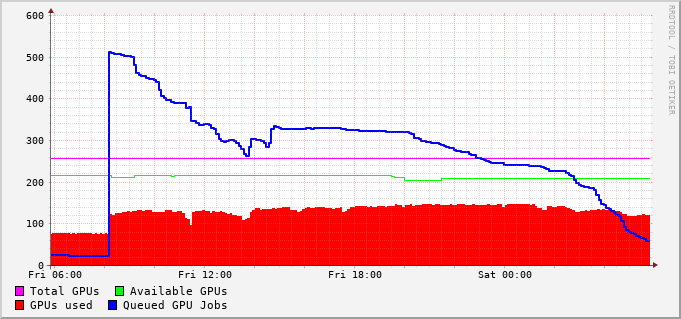 600
500
400
300
200
100
0
Fri 06:00 Fri 12:00 Fri 18:00 Sat 00:00
Total GPUs Available GPUs
GPUs used Queued GPU Jobs
RRDTOOL / TOBI OETIKER